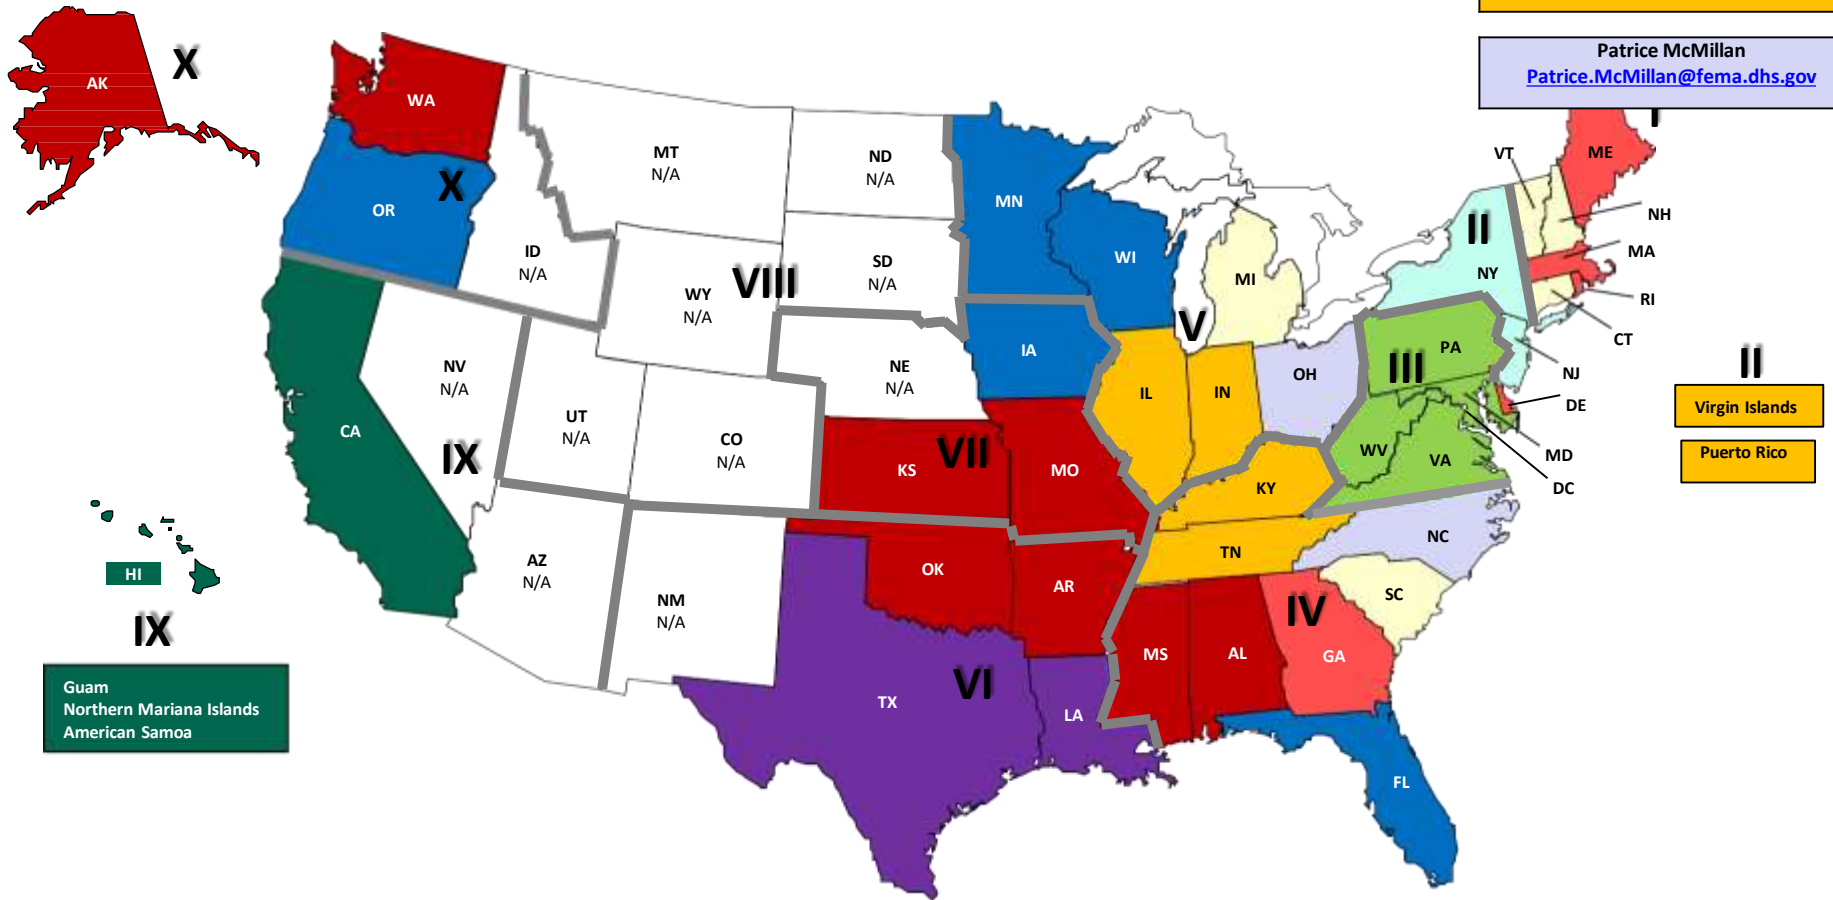 Patrice McMillan
Patrice.McMillan@fema.dhs.gov
X
AK
WA
MT
N/A
ND
N/A
VT
ME
X
OR
MN
NH
II
ID
N/A
SD
N/A
WI
MA
NY
MI
VIII
WY
N/A
RI
V
CT
NV
N/A
NE
N/A
IA
PA
III
II
OH
NJ
IL
IN
DE
Virgin Islands
UT
N/A
CA
CO
N/A
IX
VII
KS
MO
WV
VA
MD
Puerto Rico
KY
DC
NC
TN
HI
AZ
N/A
OK
AR
SC
NM
N/A
IV
IX
MS
AL
GA
VI
Guam
Northern Mariana Islands
American Samoa
TX
LA
FL